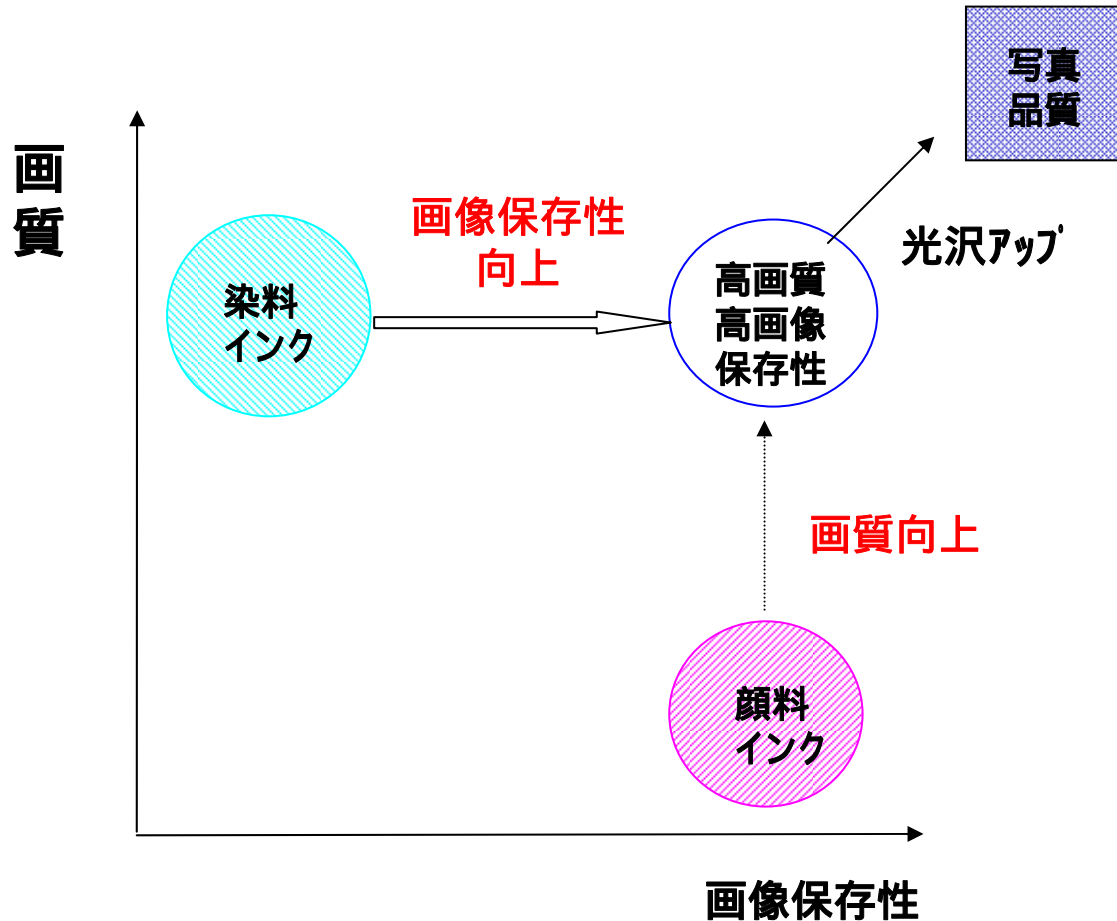 写真
品質
画
質
画像保存性
向上
光沢アップ
高画質
高画像
保存性
染料
インク
画質向上
顔料
インク
画像保存性